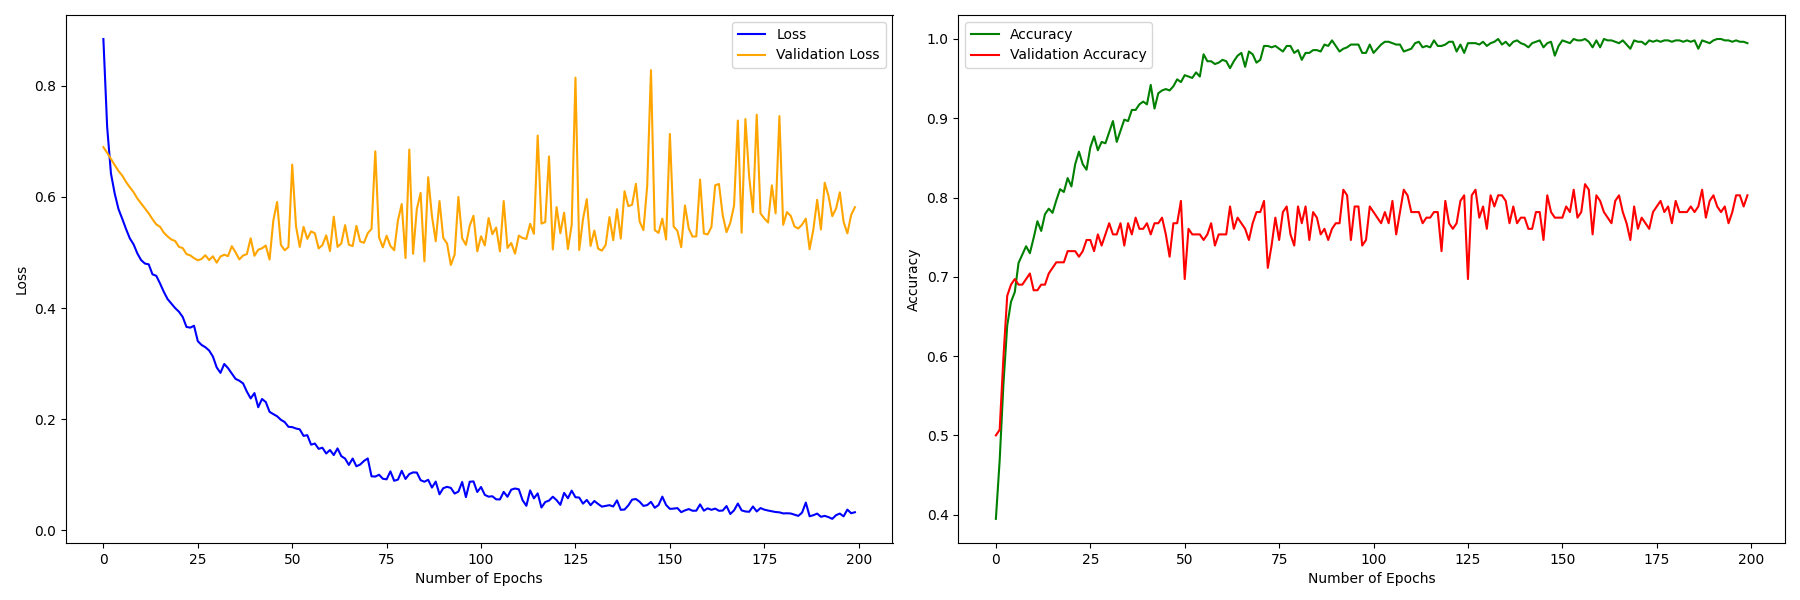 Loss
Validation Loss
0.8
0.6
0.4
0.2
0.0
Loss
0 25 50 75 100 125 150 175 200
Number of Epochs
Accuracy
Validation Accuracy
1.0
0.9
0.8
0.7
0.6
0.5
0.4
Accuracy
0 25 50 75 100 125 150 175 200
Number of Epochs